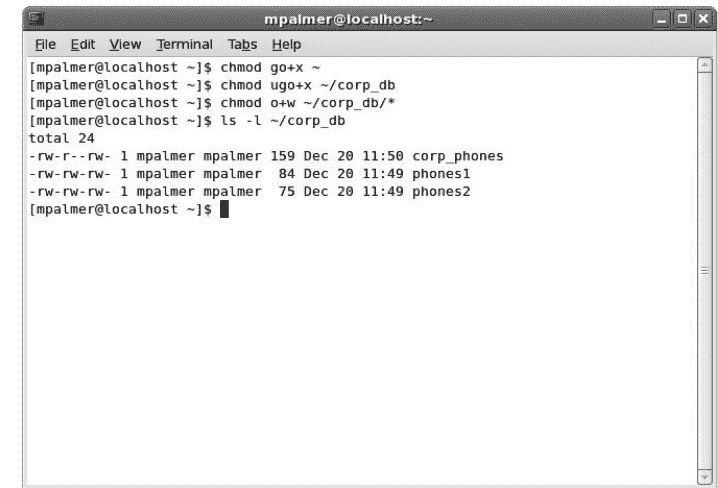 mpalmer@localhost:~
File Edit View Terminal Tabs Help
[mpalmer@localhost ~]$ chmod go+x ~
[mpalmer@localhost ~]$ chmod ugo+x ~/corp_db
[mpalmer@localhost ~]$ chmod o+w ~/corp_db/*
[mpalmer@localhost ~]$ ls -l ~/corp_db
total 24
-rw-r--rw- 1 mpalmer mpalmer 159 Dec 20 11:50 corp_phones
-rw-rw-rw- 1 mpalmer mpalmer  84 Dec 20 11:49 phones1
-rw-rw-rw- 1 mpalmer mpalmer  75 Dec 20 11:49 phones2
[mpalmer@localhost ~]$